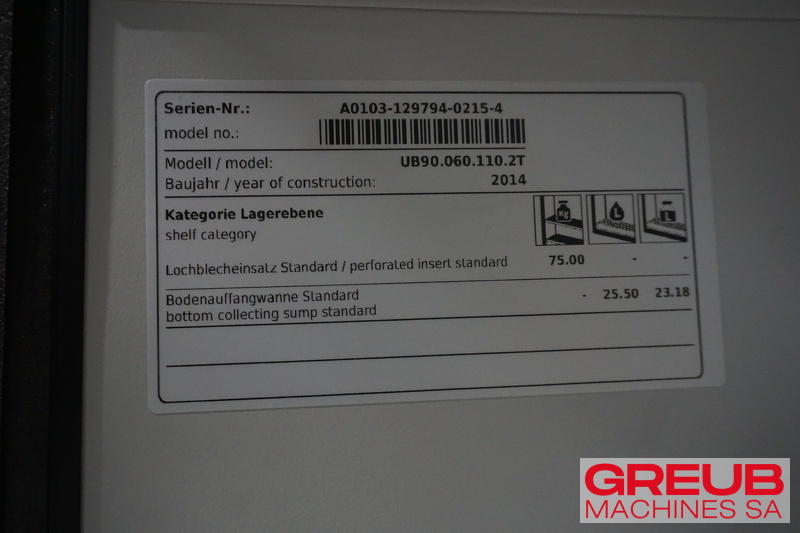 Serien-Nr.: A0103-129794-0215-4
model no.:
Modell / model: UB90.060.110.2T
Baujahr / year of construction: 2014
Kategorie Lagerebene
shelf category
Kg L L
Lochblecheinsatz Standard / perforated insert standard 75.00 - -
Bodenauffangwanne Standard - 25.50 23.18
bottom collecting sump standard
GREUB
MACHINES SA